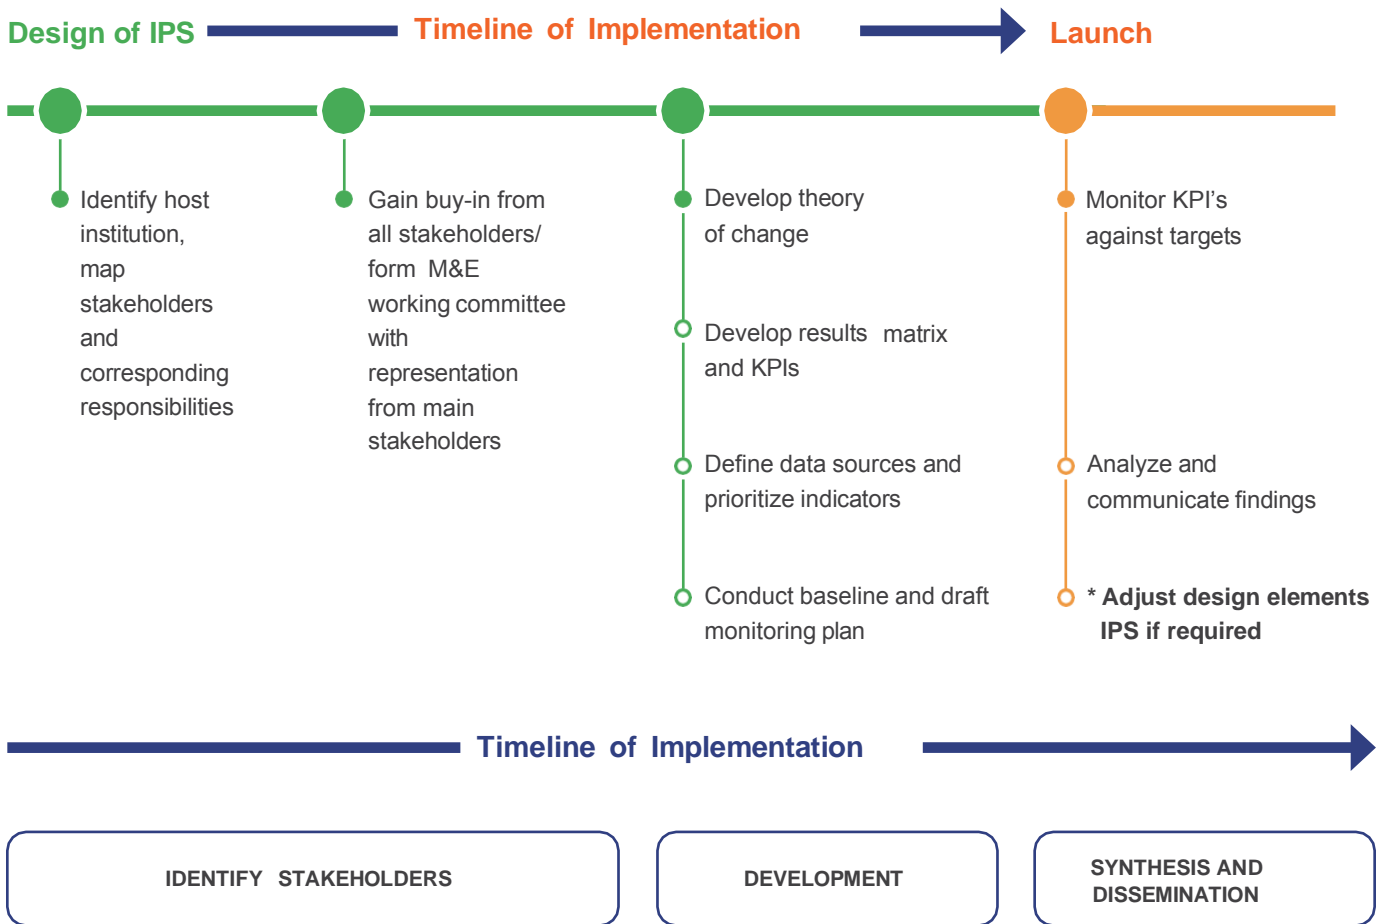 Design of IPS
Timeline of Implementation
Launch
Identify host
institution,
map
stakeholders
and
corresponding
responsibilities
Gain buy-in from
all stakeholders/
form M&E
working committee
with
representation
from main
stakeholders
Develop theory
of change
Develop results matrix
and KPIs
Define data sources and
prioritize indicators
Conduct baseline and draft
monitoring plan
Monitor KPI’s
against targets
Analyze and
communicate findings
* Adjust design elements
IPS if required
Timeline of Implementation
IDENTIFY STAKEHOLDERS
DEVELOPMENT
SYNTHESIS AND
DISSEMINATION